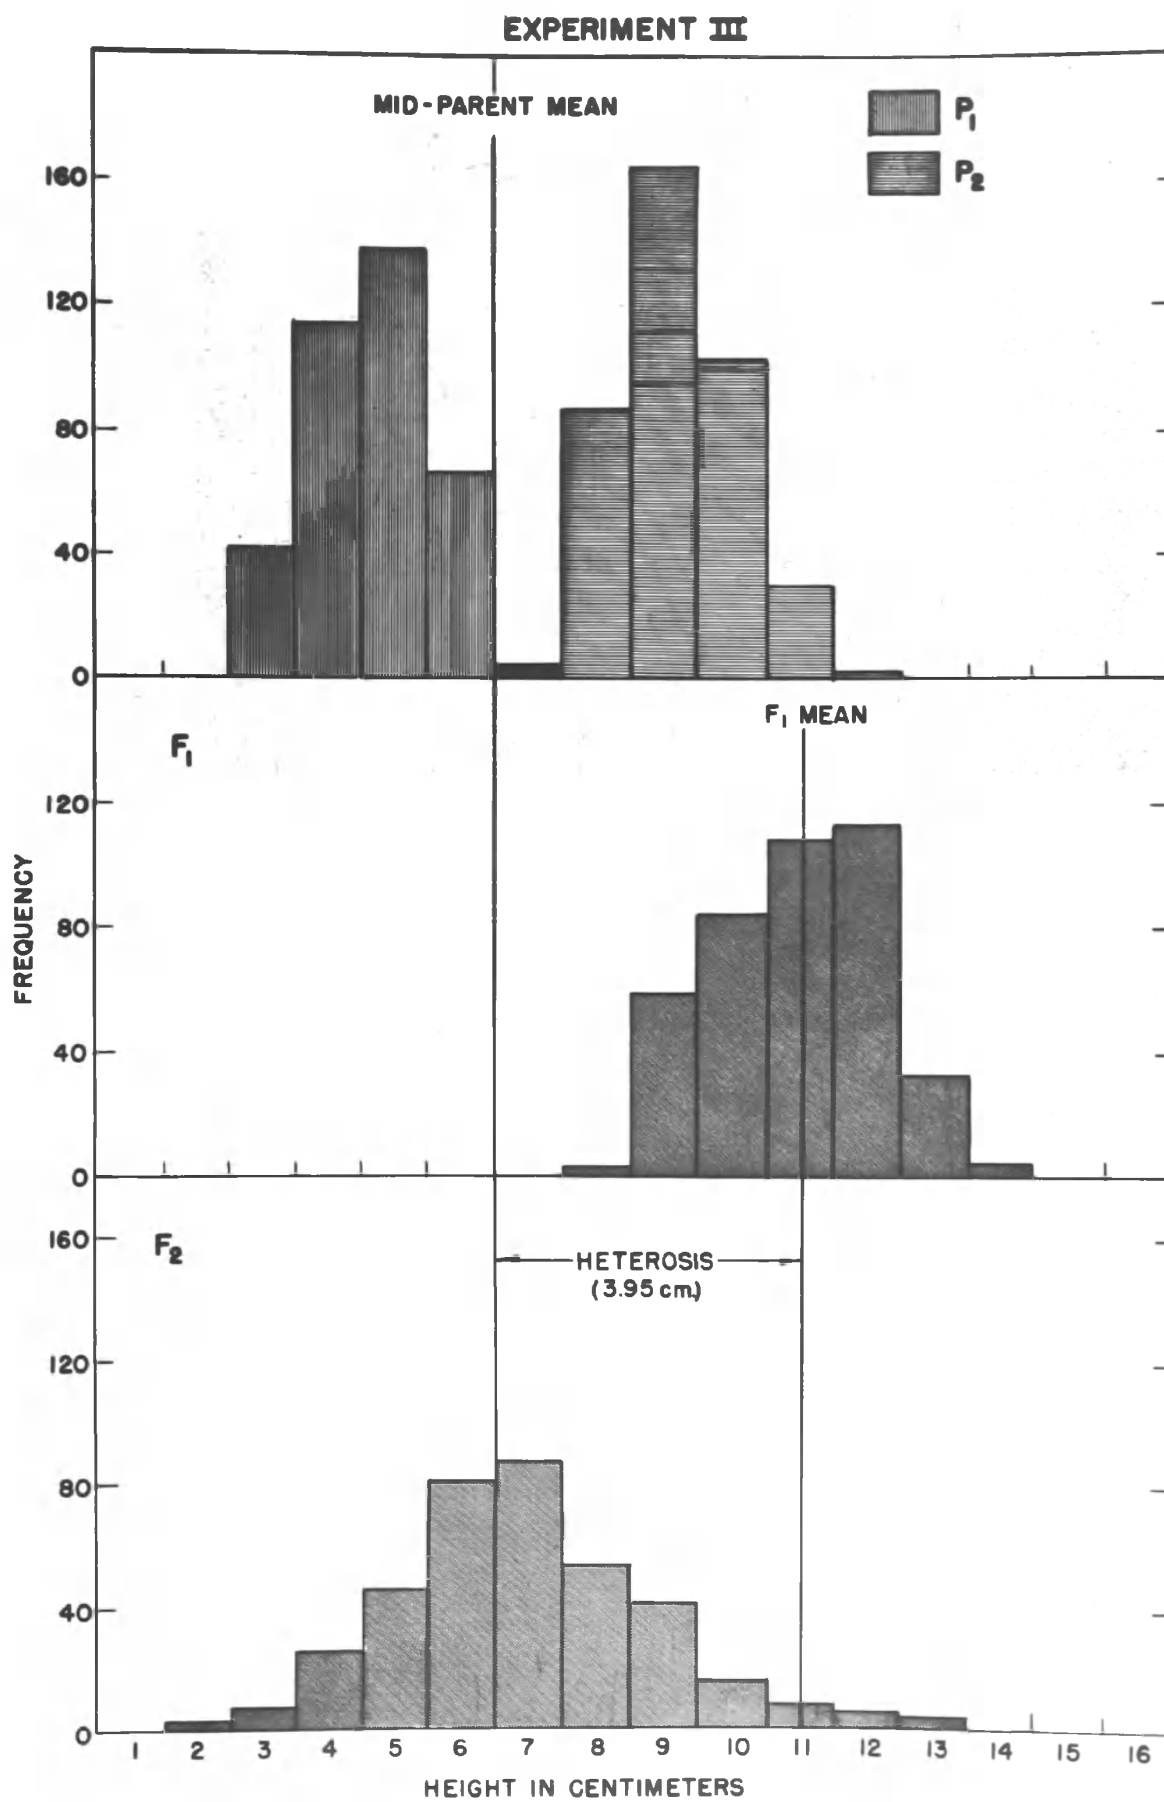 EXPERIMENT III
MID-PARENT MEAN
P₁
P₂
160
120
80
40
0
F₁ MEAN
F₁
120
80
40
0
FREQUENCY
F₂
160
HETEROSIS
(3.95 cm.)
120
80
40
0
1 2 3 4 5 6 7 8 9 10 11 12 13 14 15 16
HEIGHT IN CENTIMETERS